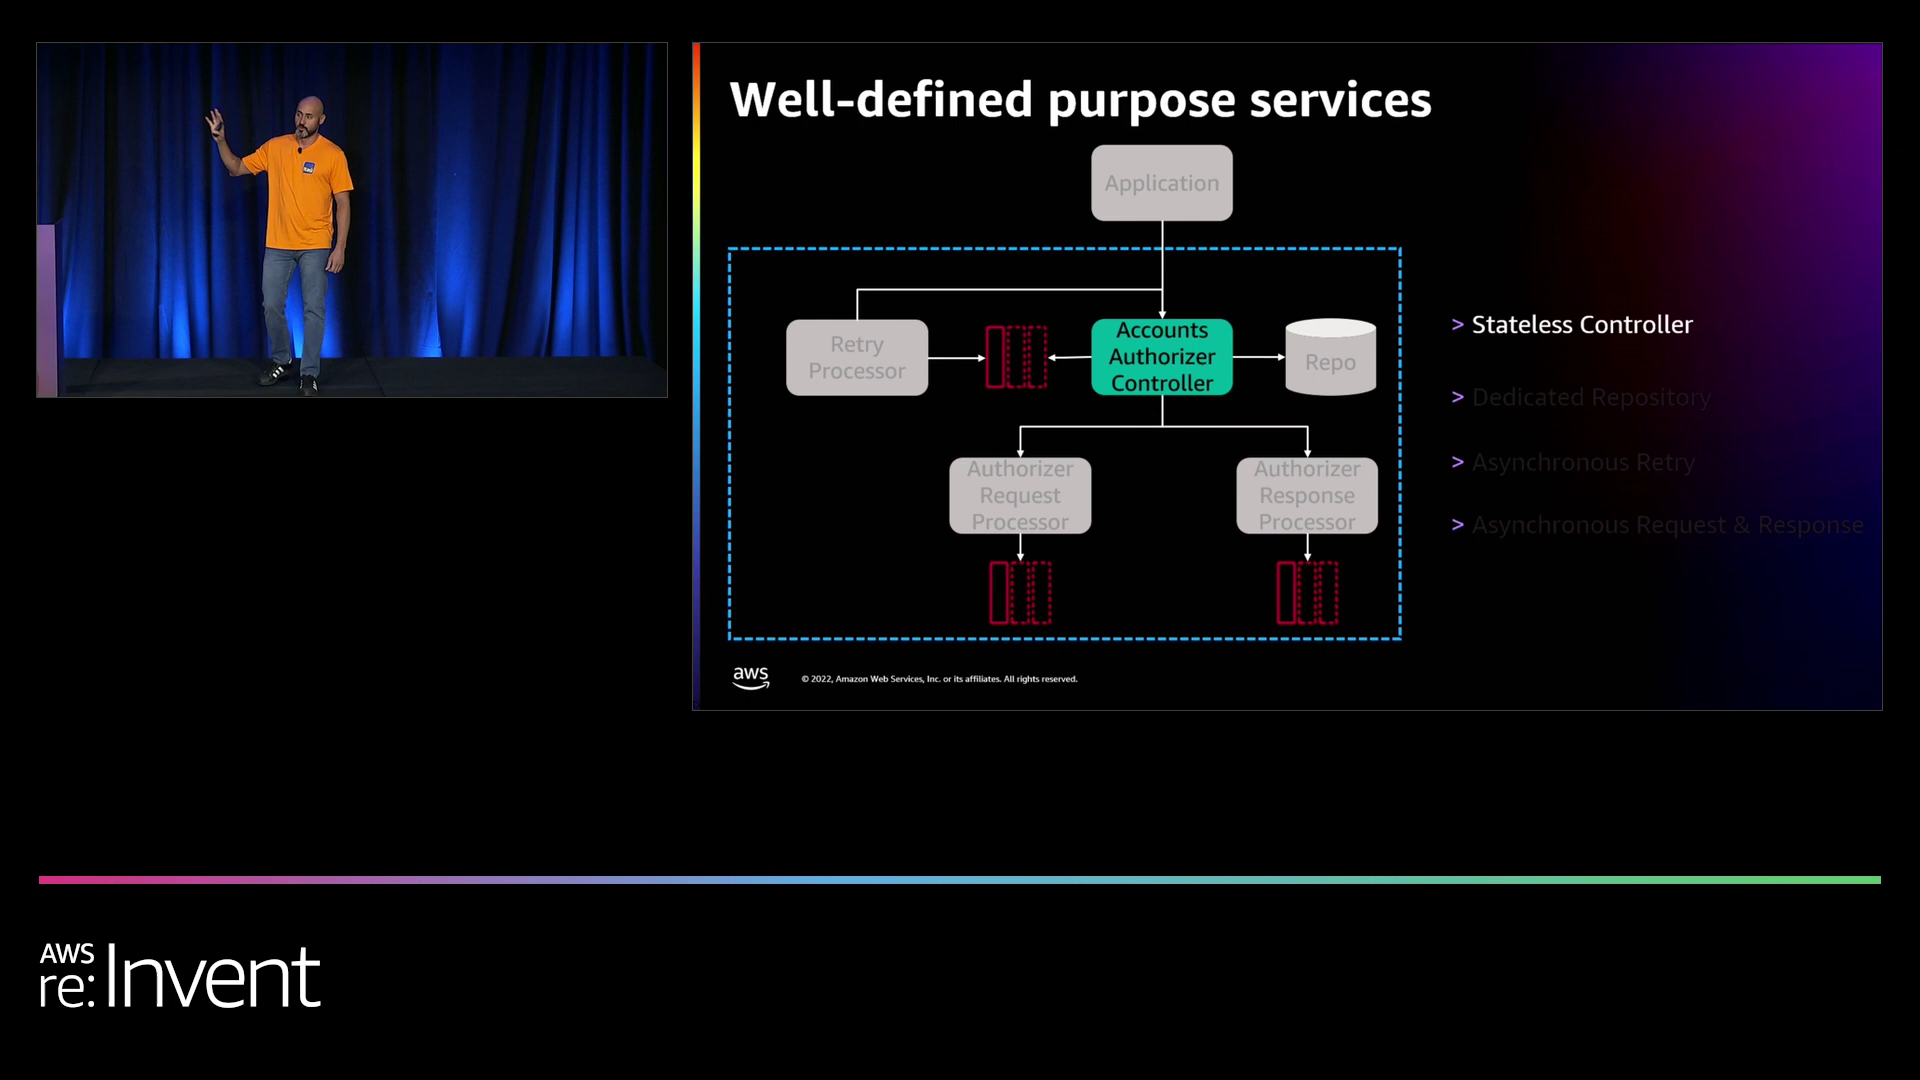 Well-defined purpose services
Application
Retry
Processor
Accounts
Authorizer
Controller
Repo
Authorizer
Request
Processor
Authorizer
Response
Processor
> Stateless Controller
> Dedicated Repository
> Asynchronous Retry
> Asynchronous Request & Response
aws
© 2022, Amazon Web Services, Inc. or its affiliates. All rights reserved.
AWS
re:Invent